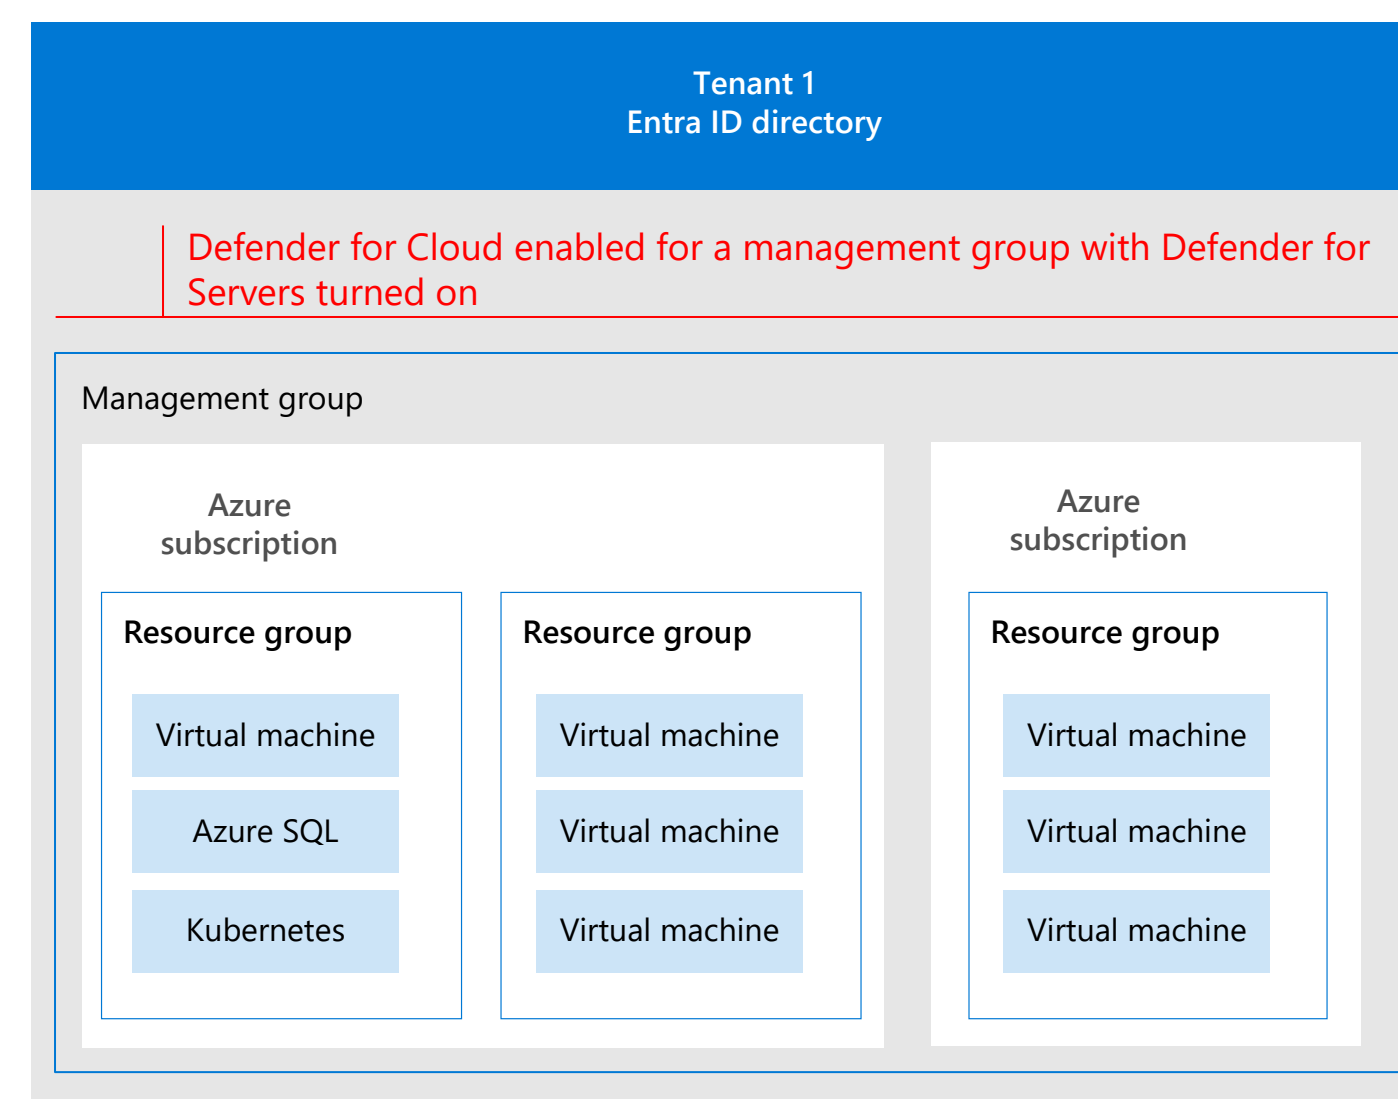 Tenant 1
Entra ID directory
Defender for Cloud enabled for a management group with Defender for
Servers turned on
Management group
Azure
subscription
Resource group
Virtual machine
Azure SQL
Kubernetes
Resource group
Virtual machine
Virtual machine
Virtual machine
Azure
subscription
Resource group
Virtual machine
Virtual machine
Virtual machine